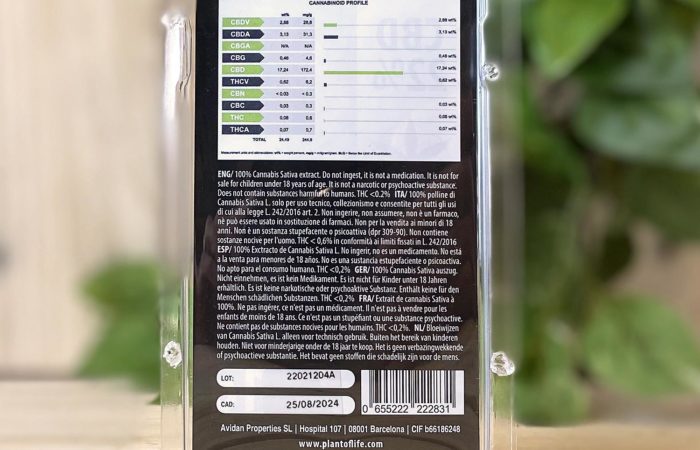 CANNABINOID PROFILE
wt% mg/g
CBDV 2,88 28,8 2,88 wt%
CBDA 3,13 31,3 3,13 wt%
CBGA N/A N/A
CBG 0,46 4,6 0,46 wt%
CBD 17,24 172,4 17,24 wt%
THCV 0,62 6,2 0,62 wt%
CBN < 0.03 < 0.3
CBC 0,03 0,3 0,03 wt%
THC 0,08 0,8
THCA 0,07 0,7 0,07 wt%
TOTAL
ENG/ 100% Cannabis Sativa extract. Do not ingest, it is not a medication. It is not for
sale for children under 18 years of age. It is not a narcotic or psychoactive substance.
Does not contain substances harmful to humans. THC <0.2% ITA/ 100% polline di
Cannabis Sativa L. solo per uso tecnico, collezionismo e consentite per tutti gli usi
di cui alla legge L. 242/2016 art. 2. Non ingerire, non assumere, non è un farmaco,
né può essere usato in sostituzione di farmaci. Non per la vendita ai minori di 18
anni. Non è una sostanza stupefacente o psicoattiva (dpr 309-90). Non contiene
sostanze nocive per l'uomo. THC < 0,6% in conformità ai limiti fissati in L. 242/2016
ESP/ 100% Extracto de Cannabis Sativa L. No ingerir, no es un medicamento. No está
a la venta para menores de 18 años. No es una sustancia estupefaciente o psicoactiva.
No apto para el consumo humano. THC <0,2% GER/ 100% Cannabis Sativa auszug.
Nicht einnehmen, es ist kein Medikament. Es ist nicht für Kinder unter 18 Jahren
erhältlich. Es ist keine narkotische oder psychoaktive Substanz. Enthält keine für den
Menschen schädlichen Substanzen. THC <0,2% FRA/ Extrait de cannabis Sativa à
100%. Ne pas ingérer, ce n'est pas un médicament. Il n'est pas à vendre pour les
enfants de moins de 18 ans. Ce n'est pas un stupéfiant ou une substance psychoactive.
Ne contient pas de substances nocives pour les humains. THC <0,2%. NL/ Bloeiwijzen
van Cannabis Sativa L. alleen voor technisch gebruik. Buiten het bereik van kinderen
houden. Niet voor minderjarige onder de 18 jaar te koop. Het is geen verbazingwekkende
of psychoactieve substantie. Het bevat geen stoffen die schadelijk zijn voor de mens.
LOT: 22021204A
CAD: 25/08/2024
0 655222 222831
Avidan Properties SL | Hospital 107 | 08001 Barcelona | CIF b66186248
www.plantoflife.com